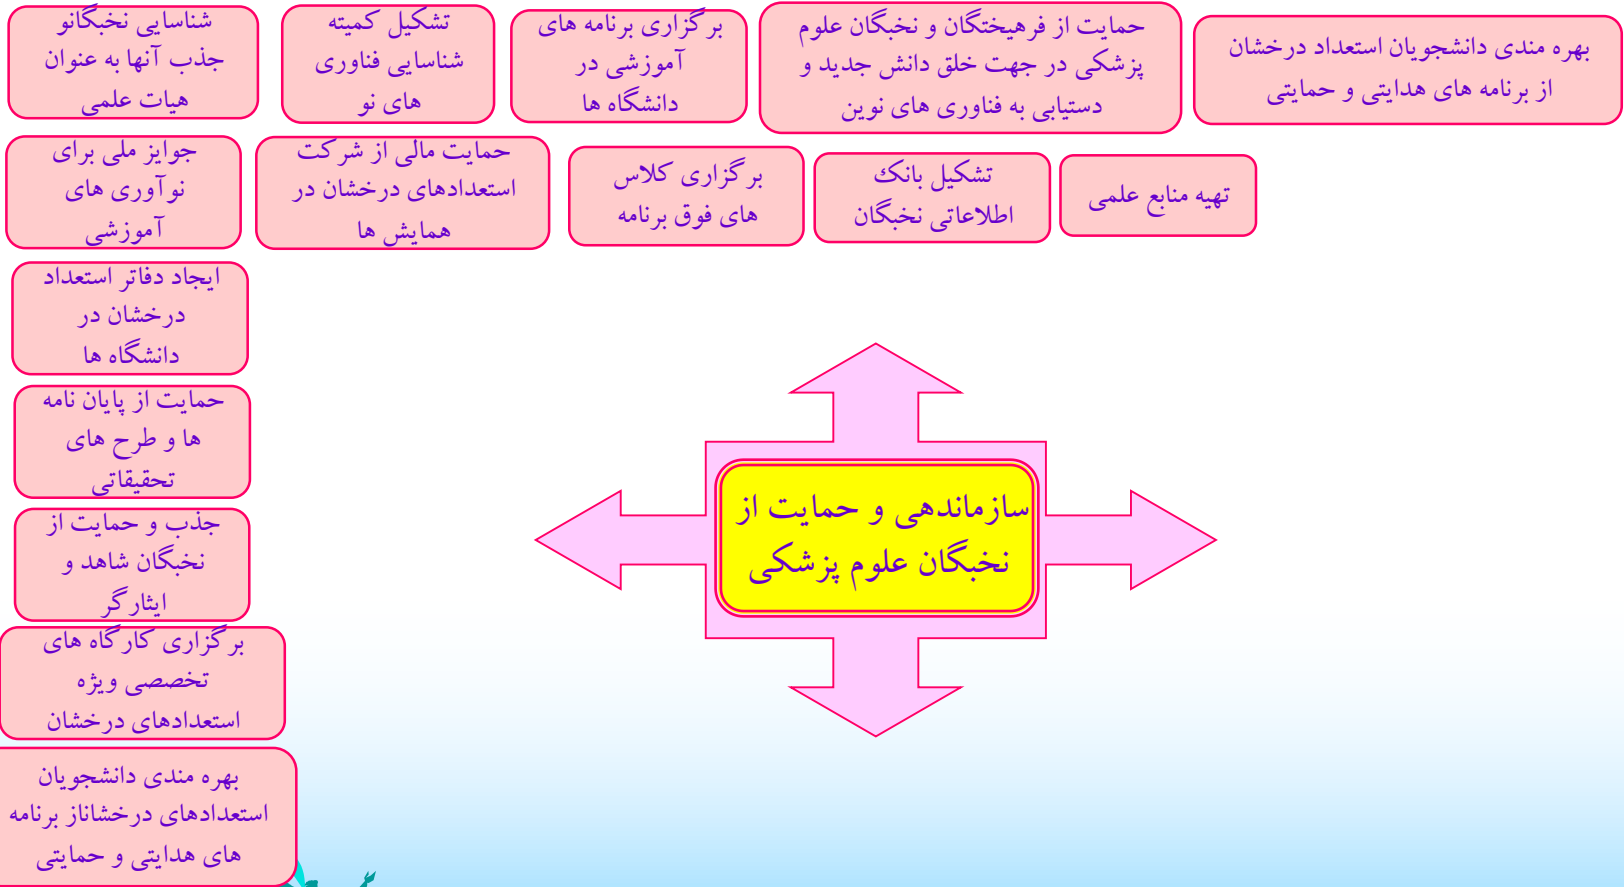 بهره مندی دانشجویان استعداد درخشان
از برنامه های هدایتی و حمایتی
حمایت از فرهیختگان و نخبگان علوم
پزشکی در جهت خلق دانش جدید و
دستیابی به فناوری های نوین
برگزاری برنامه های
آموزشی در
دانشگاه ها
تشکیل کمیته
شناسایی فناوری
های نو
شناسایی نخبگانو
جذب آنها به عنوان
هیات علمی
تهیه منابع علمی
تشکیل بانک
اطلاعاتی نخبگان
برگزاری کلاس
های فوق برنامه
حمایت مالی از شرکت
استعدادهای درخشان در
همایش ها
جوایز ملی برای
نوآوری های
آموزشی
ایجاد دفاتر استعداد
درخشان در
دانشگاه ها
حمایت از پایان نامه
ها و طرح های
تحقیقاتی
جذب و حمایت از
نخبگان شاهد و
ایثارگر
برگزاری کارگاه های
تخصصی ویژه
استعدادهای درخشان
بهره مندی دانشجویان
استعدادهای درخشاناز برنامه
های هدایتی و حمایتی
سازماندهی و حمایت از
نخبگان علوم پزشکی